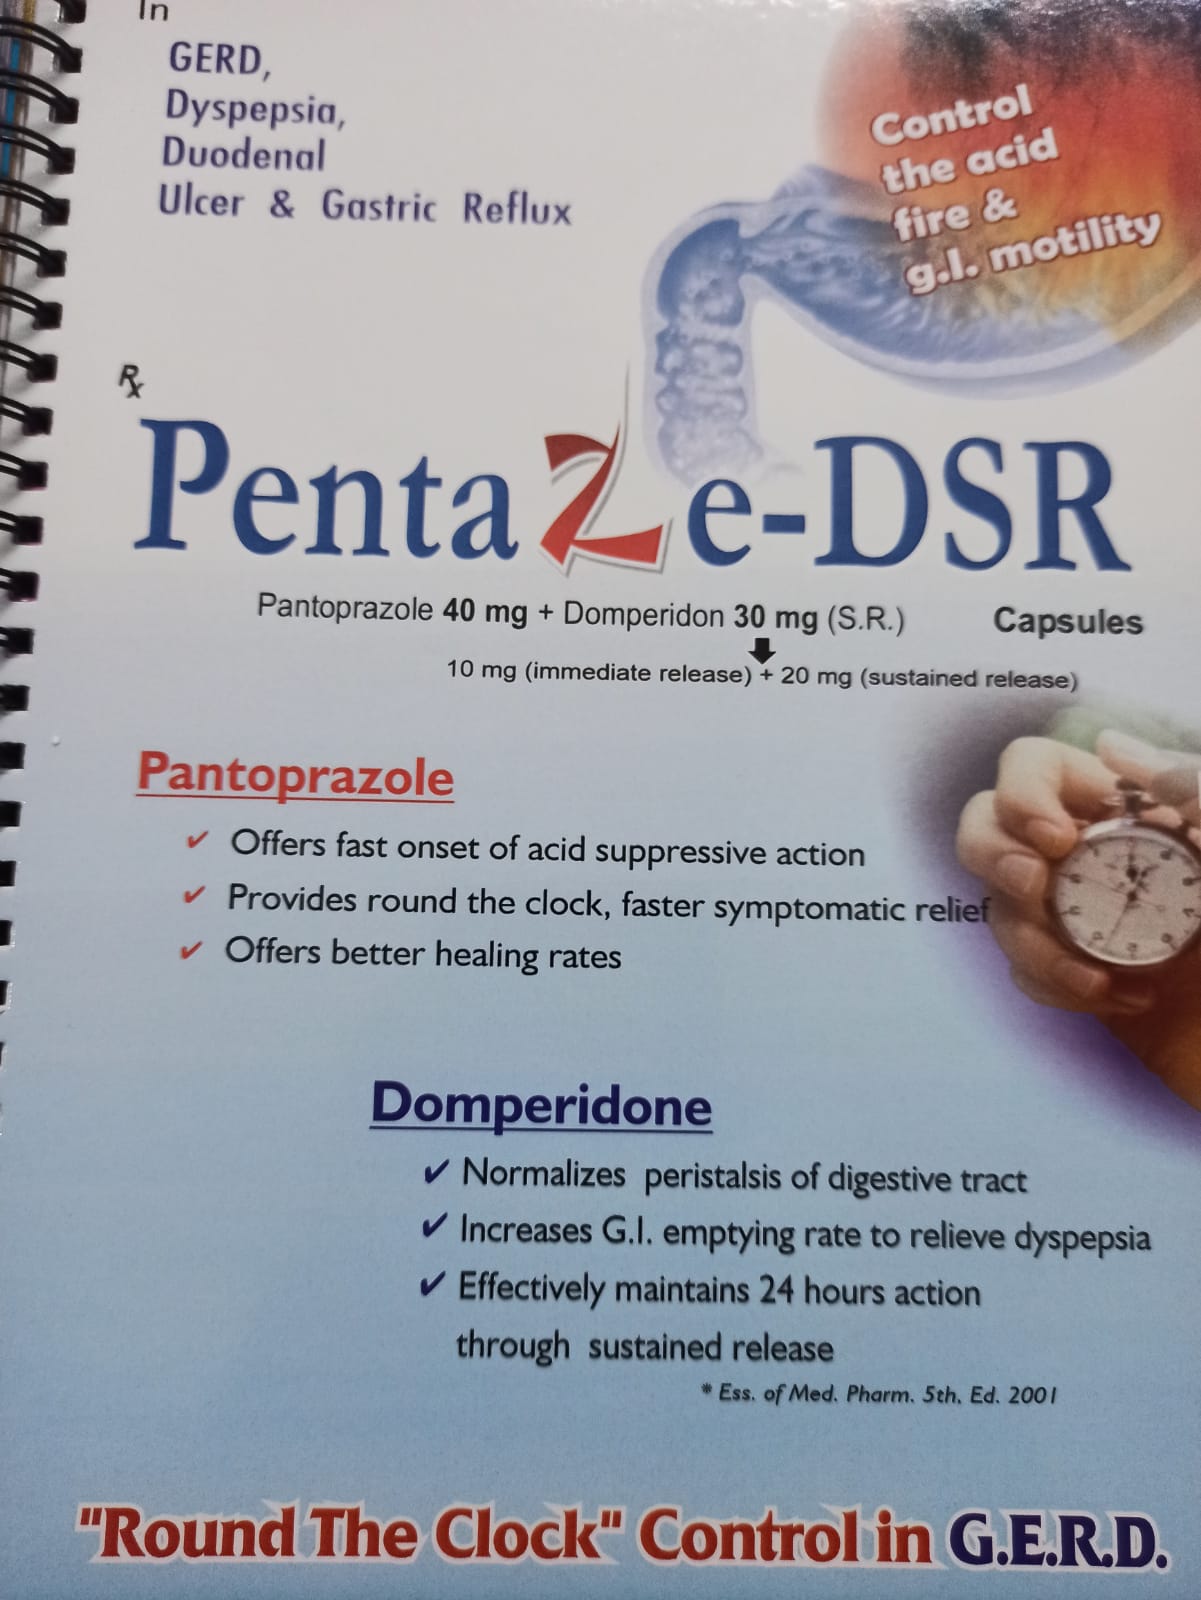 In
GERD,
Dyspepsia,
Duodenal
Ulcer & Gastric Reflux
Control
the acid
fire &
g.I. motility
Rx
PentaZe-DSR
Pantoprazole 40 mg + Domperidon 30 mg (S.R.) Capsules
10 mg (immediate release) + 20 mg (sustained release)
Pantoprazole
✓ Offers fast onset of acid suppressive action
✓ Provides round the clock, faster symptomatic relief
✓ Offers better healing rates
Domperidone
✓ Normalizes peristalsis of digestive tract
✓ Increases G.I. emptying rate to relieve dyspepsia
✓ Effectively maintains 24 hours action
through sustained release
* Ess. of Med. Pharm. 5th, Ed. 2001
"Round The Clock" Control in G.E.R.D.